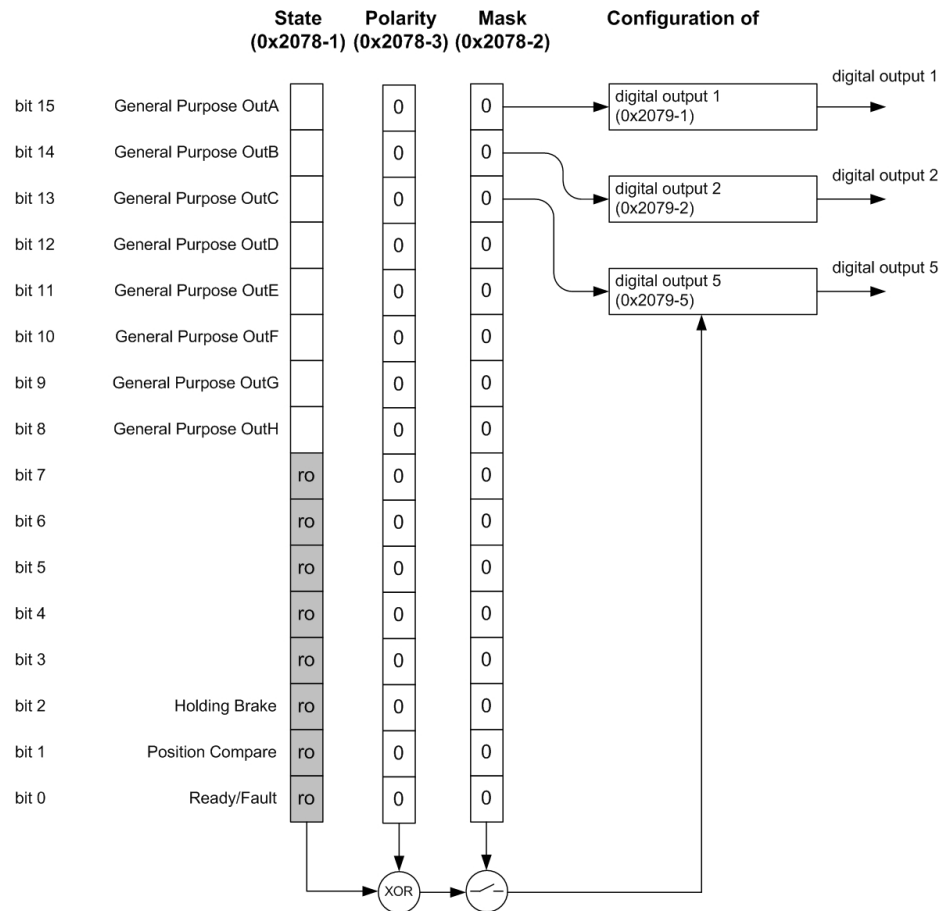 State Polarity Mask Configuration of
(0x2078-1) (0x2078-3) (0x2078-2)
digital output 1
bit 15 General Purpose OutA 0 0 digital output 1
(0x2079-1)
bit 14 General Purpose OutB 0 0
digital output 2
bit 13 General Purpose OutC 0 0 digital output 2
(0x2079-2)
bit 12 General Purpose OutD 0 0
digital output 5
bit 11 General Purpose OutE 0 0 digital output 5
(0x2079-5)
bit 10 General Purpose OutF 0 0
bit 9 General Purpose OutG 0 0
bit 8 General Purpose OutH 0 0
bit 7 ro 0 0
bit 6 ro 0 0
bit 5 ro 0 0
bit 4 ro 0 0
bit 3 ro 0 0
bit 2 Holding Brake ro 0 0
bit 1 Position Compare ro 0 0
bit 0 Ready/Fault ro 0 0
XOR